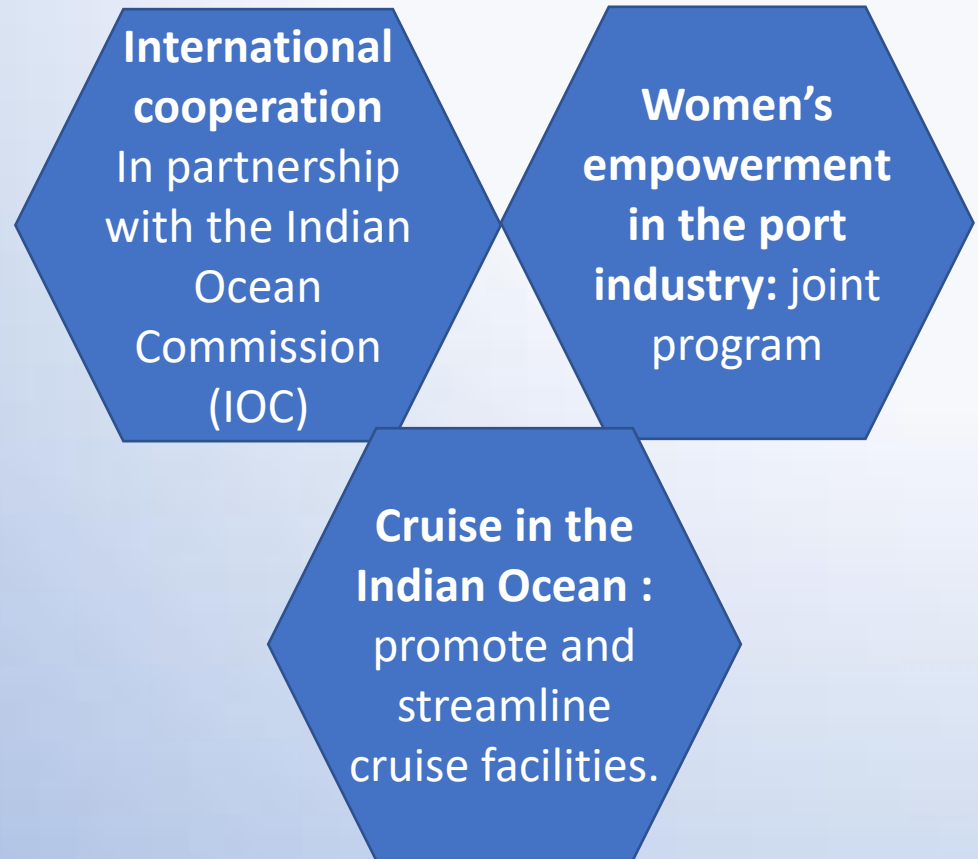 International
cooperation
In partnership
with the Indian
Ocean
Commission
(IOC)
Women’s
empowerment
in the port
industry: joint
program
Cruise in the
Indian Ocean :
promote and
streamline
cruise facilities.